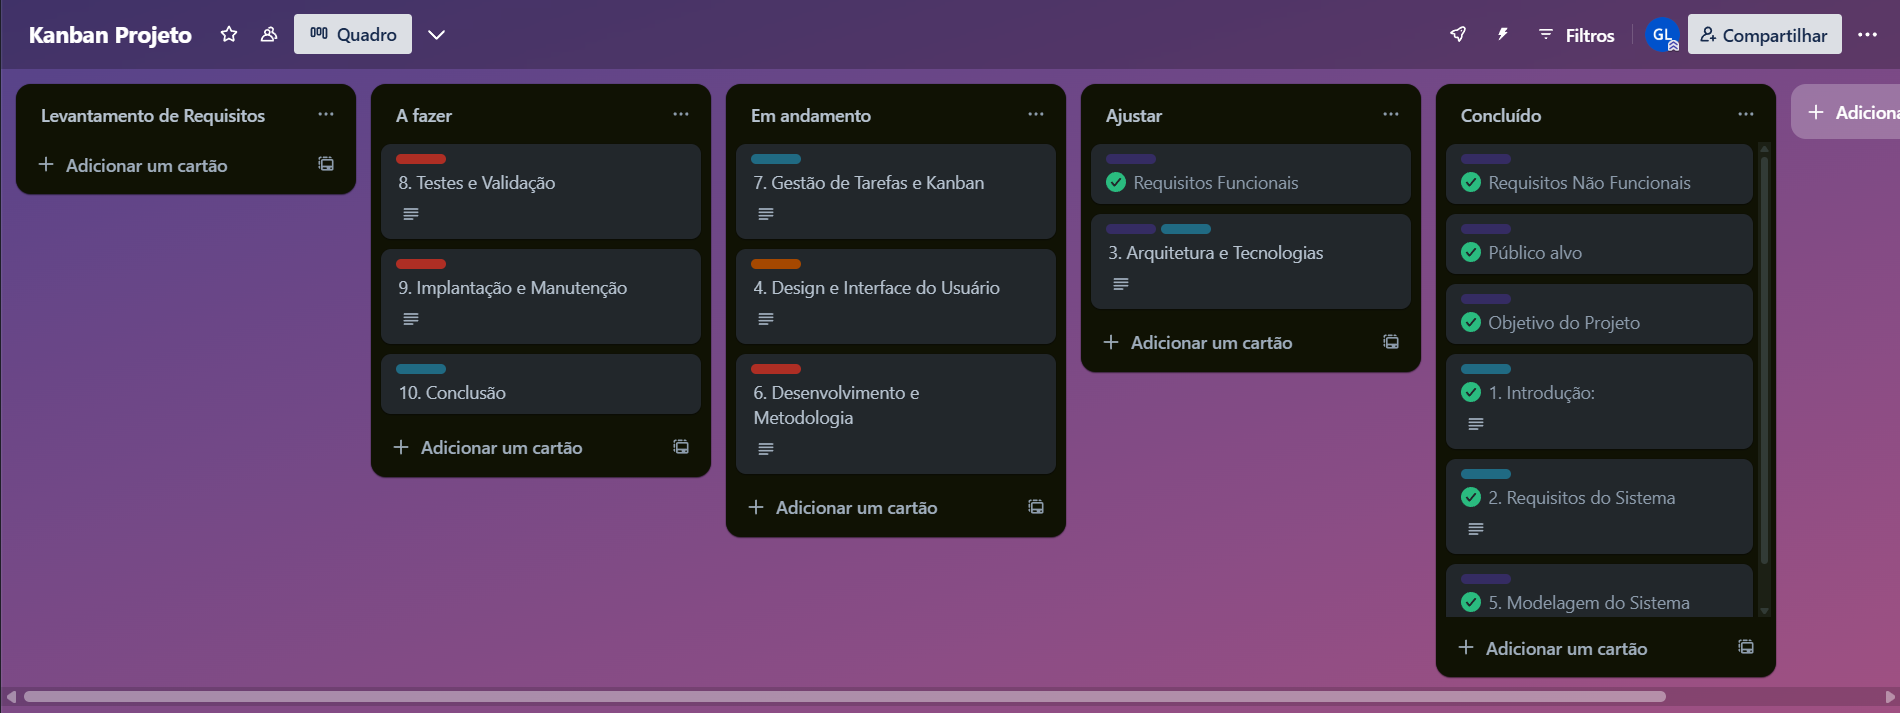 Kanban Projeto
Quadro
Filtros
GL
Compartilhar
Levantamento de Requisitos
Adicionar um cartão
A fazer
8. Testes e Validação
9. Implantação e Manutenção
10. Conclusão
Adicionar um cartão
Em andamento
7. Gestão de Tarefas e Kanban
4. Design e Interface do Usuário
6. Desenvolvimento e
Metodologia
Adicionar um cartão
Ajustar
Requisitos Funcionais
3. Arquitetura e Tecnologias
Adicionar um cartão
Concluído
Requisitos Não Funcionais
Público alvo
Objetivo do Projeto
1. Introdução:
2. Requisitos do Sistema
5. Modelagem do Sistema
Adicionar um cartão